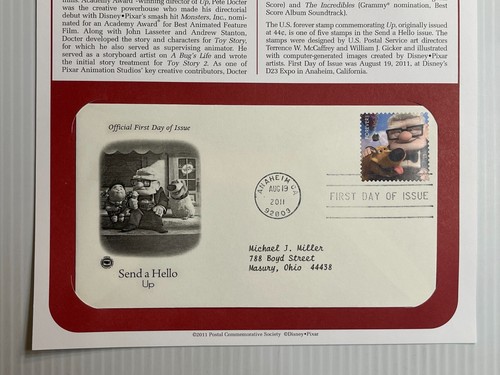 film. Academy Award®-winning director of Up, Pete Docter
was the creative powerhouse who made his directorial
debut with Disney•Pixar's smash hit Monsters, Inc., nomi-
nated for an Academy Award® for Best Animated Feature
Film. Along with John Lasseter and Andrew Stanton,
Docter developed the story and characters for Toy Story,
for which he also served as supervising animator. He
served as a storyboard artist on A Bug's Life and wrote
the initial story treatment for Toy Story 2. As one of
Pixar Animation Studios' key creative contributors, Docter
Score) and The Incredibles (Grammy® nomination, Best
Score Album Soundtrack).
The U.S. forever stamp commemorating Up, originally issued
at 44¢, is one of five stamps in the Send a Hello issue. The
stamps were designed by U.S. Postal Service art directors
Terrence W. McCaffrey and William J. Gicker and illustrated
with computer-generated images created by Disney•Pixar
artists. First Day of Issue was August 19, 2011, at Disney's
D23 Expo in Anaheim, California.
Official First Day of Issue
FOREVER
ANAHEIM CA
AUG 19
2011
92803
FIRST DAY OF ISSUE
Michael J. Miller
788 Boyd Street
Masury, Ohio 44438
Send a Hello
Up
©2011 Postal Commemorative Society ©Disney•Pixar